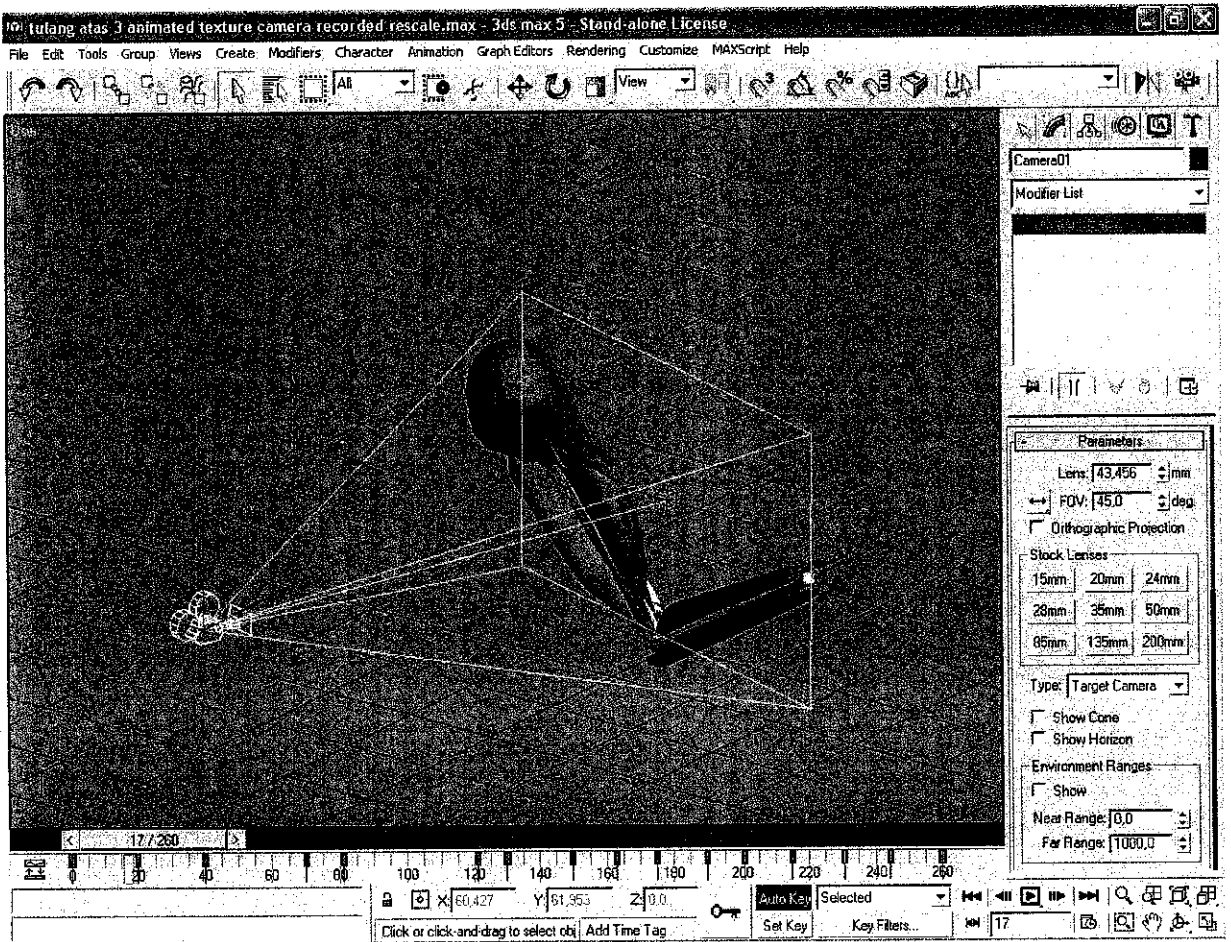 tulang atas 3 animated texture camera recorded rescale.max - 3ds max 5 - Stand-alone License
File Edit Tools Group Views Create Modifiers Character Animation Graph Editors Rendering Customize MAXScript Help
All
View
Camera01
Modifier List
Parameters
Lens: 43,456 mm
FOV: 45,0 deg.
Orthographic Projection
Stock Lenses
15mm 20mm 24mm
28mm 35mm 50mm
85mm 135mm 200mm
Type: Target Camera
Show Cone
Show Horizon
Environment Ranges
Show
Near Range: 0,0
Far Range: 1000,0
17 / 260
0 20 40 60 80 100 120 140 160 180 200 220 240 260
X: 60,427 Y: 61,953 Z: 0,0
Auto Key Selected
Set Key Key Filters... 17
Click or click-and-drag to select obj Add Time Tag